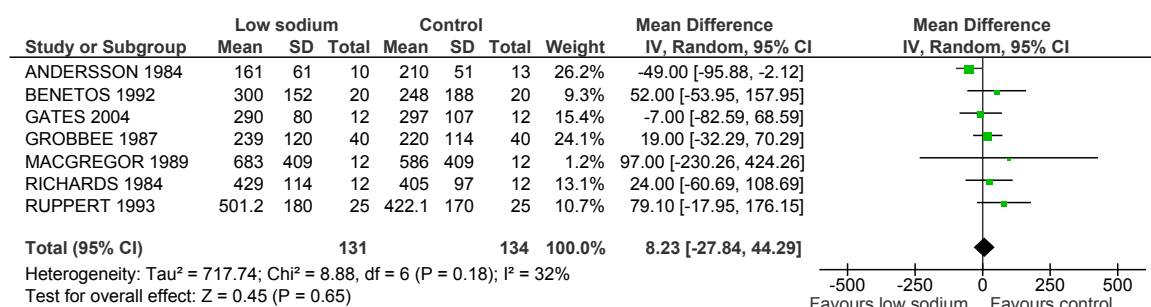 Low sodium Control Mean Difference Mean Difference
Study or Subgroup Mean SD Total Mean SD Total Weight IV, Random, 95% CI IV, Random, 95% CI
ANDERSSON 1984 161 61 10 210 51 13 26.2% -49.00 [-95.88, -2.12]
BENETOS 1992 300 152 20 248 188 20 9.3% 52.00 [-53.95, 157.95]
GATES 2004 290 80 12 297 107 12 15.4% -7.00 [-82.59, 68.59]
GROBBEE 1987 239 120 40 220 114 40 24.1% 19.00 [-32.29, 70.29]
MACGREGOR 1989 683 409 12 586 409 12 1.2% 97.00 [-230.26, 424.26]
RICHARDS 1984 429 114 12 405 97 12 13.1% 24.00 [-60.69, 108.69]
RUPPERT 1993 501.2 180 25 422.1 170 25 10.7% 79.10 [-17.95, 176.15]
Total (95% CI) 131 134 100.0% 8.23 [-27.84, 44.29]
Heterogeneity: Tau² = 717.74; Chi² = 8.88, df = 6 (P = 0.18); I² = 32%
Test for overall effect: Z = 0.45 (P = 0.65)
-500 -250 0 250 500
Favours low sodium Favours control